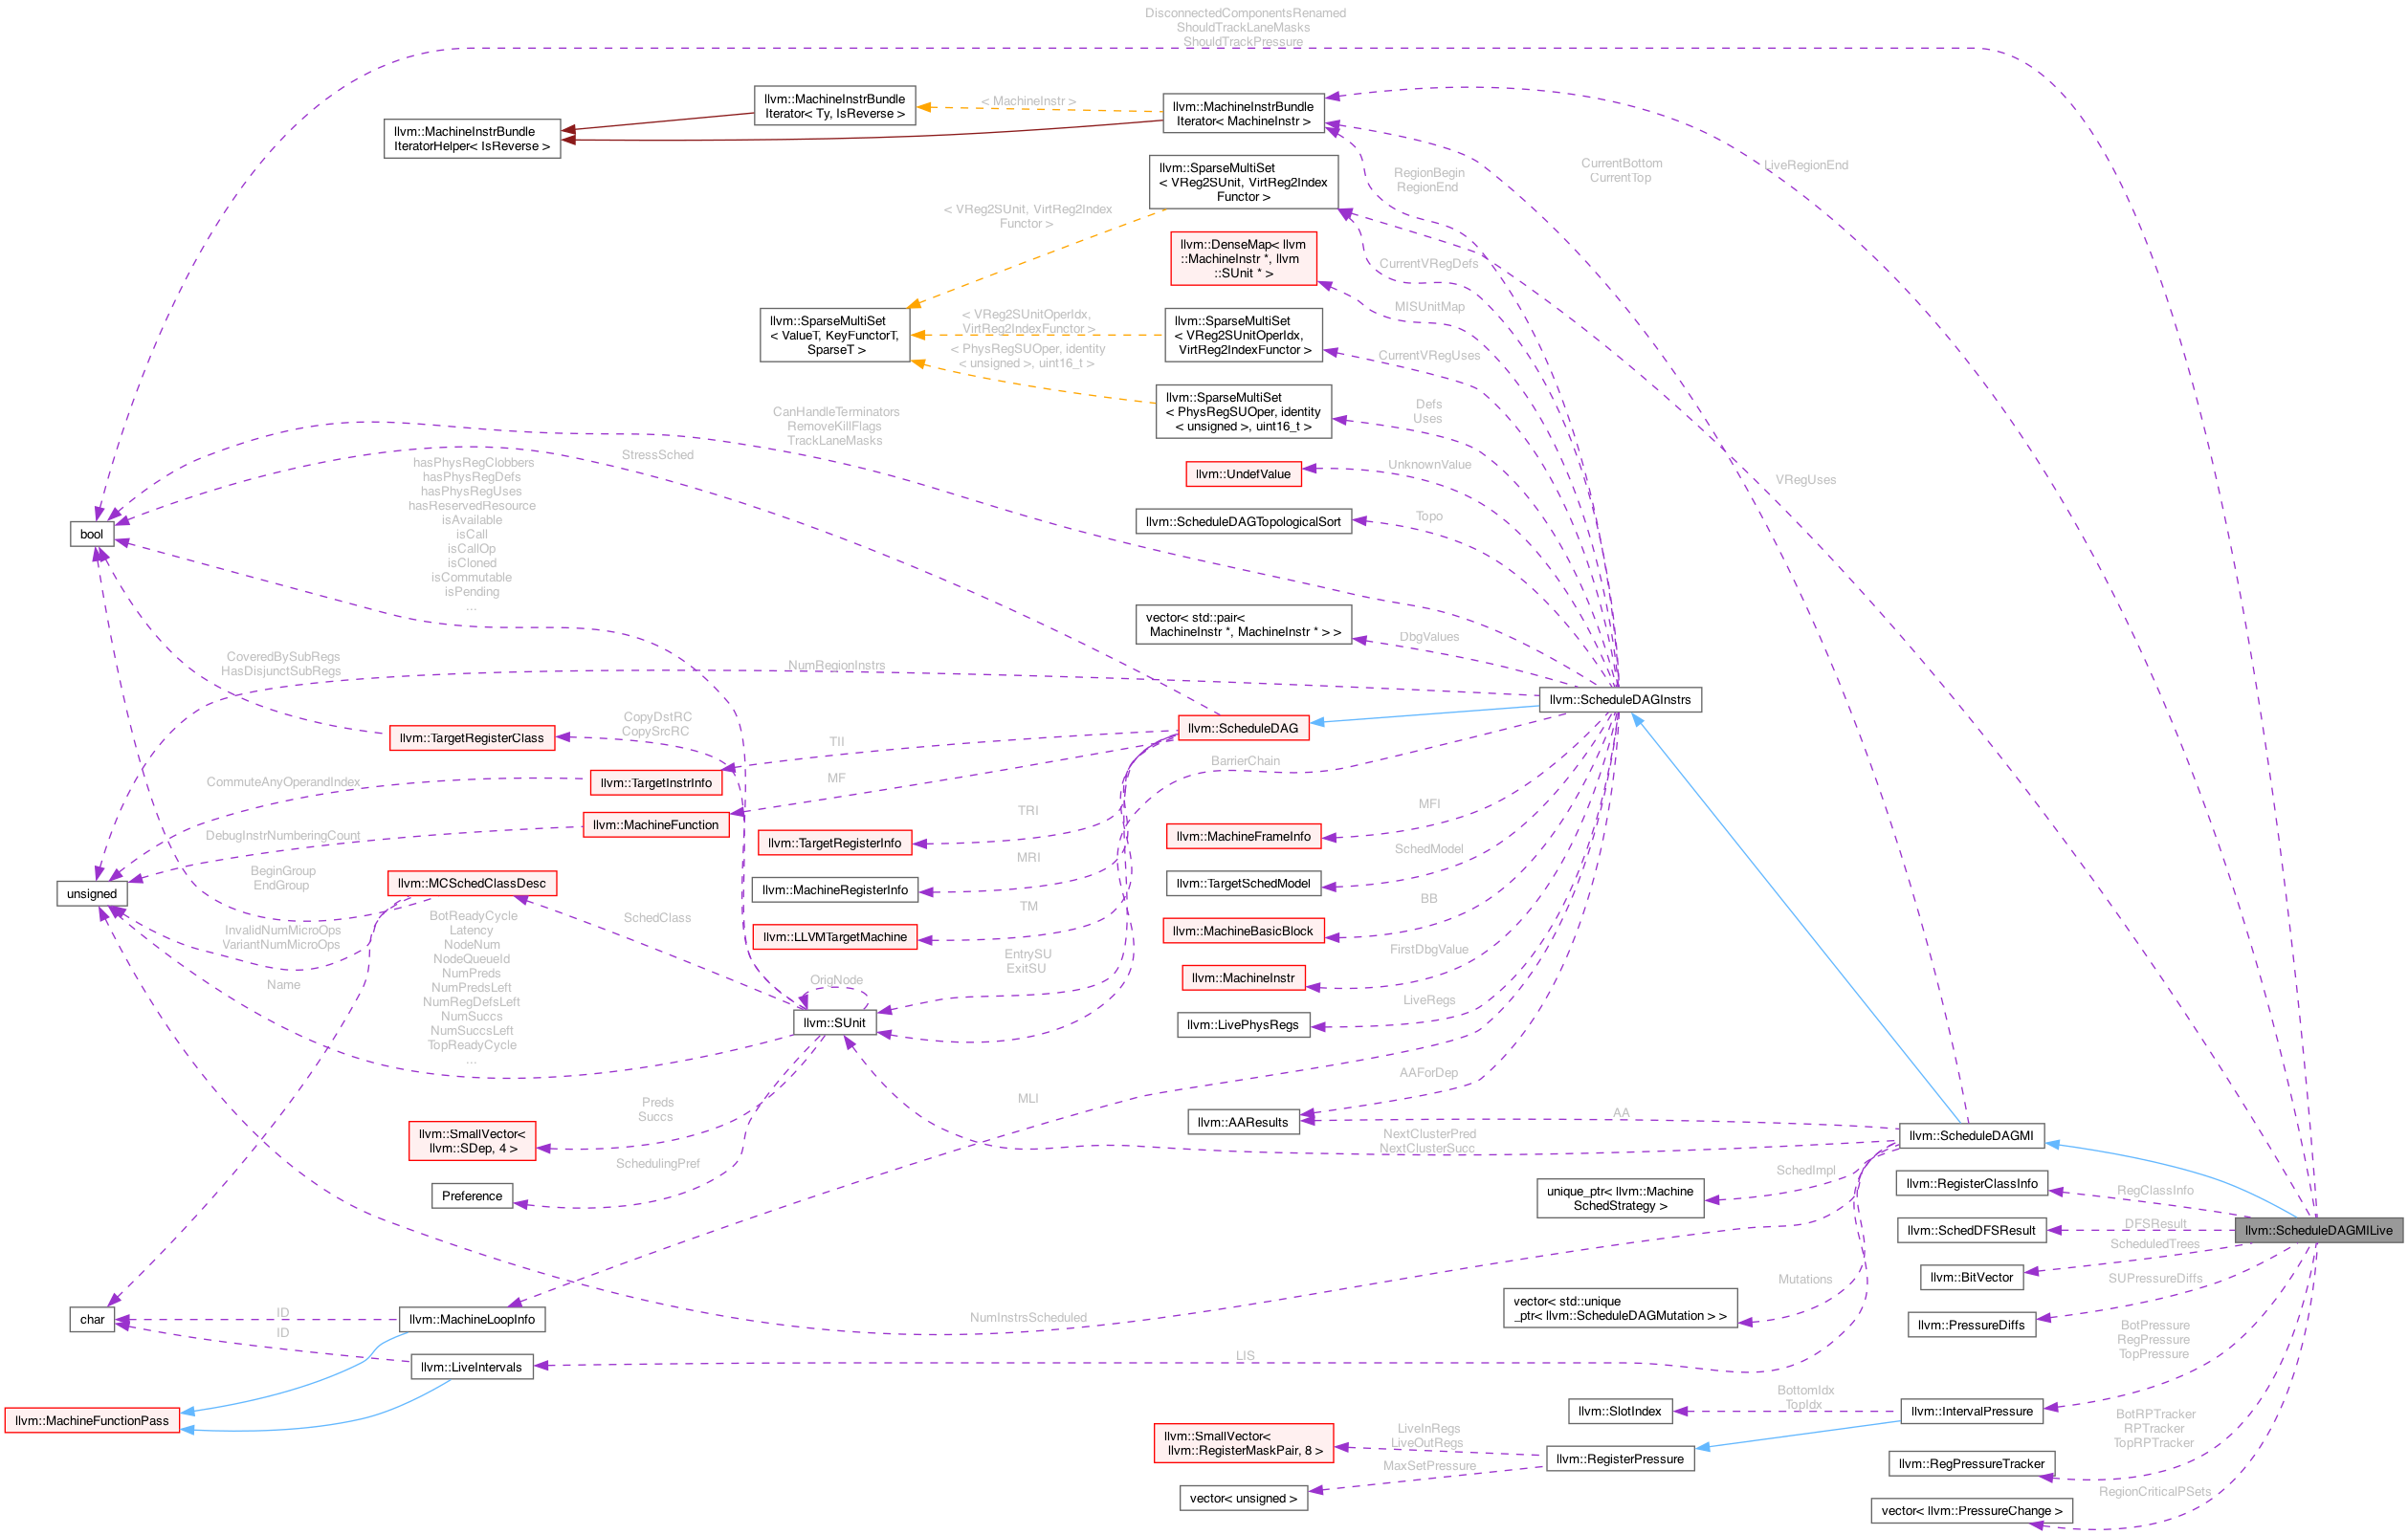 DisconnectedComponentsRenamed
ShouldTrackLaneMasks
ShouldTrackPressure
llvm::MachineInstrBundle
Iterator< Ty, IsReverse >
< MachineInstr >
llvm::MachineInstrBundle
Iterator< MachineInstr >
llvm::MachineInstrBundle
IteratorHelper< IsReverse >
LiveRegionEnd
CurrentBottom
CurrentTop
RegionBegin
RegionEnd
llvm::SparseMultiSet
< VReg2SUnit, VirtReg2Index
Functor >
< VReg2SUnit, VirtReg2Index
Functor >
llvm::DenseMap< llvm
::MachineInstr *, llvm
::SUnit * >
CurrentVRegDefs
MISUnitMap
llvm::SparseMultiSet
< ValueT, KeyFunctorT,
SparseT >
< VReg2SUnitOperIdx,
VirtReg2IndexFunctor >
llvm::SparseMultiSet
< VReg2SUnitOperIdx,
VirtReg2IndexFunctor >
< PhysRegSUOper, identity
< unsigned >, uint16_t >
CurrentVRegUses
llvm::SparseMultiSet
< PhysRegSUOper, identity
< unsigned >, uint16_t >
Defs
Uses
CanHandleTerminators
RemoveKillFlags
TrackLaneMasks
StressSched
hasPhysRegClobbers
hasPhysRegDefs
hasPhysRegUses
hasReservedResource
isAvailable
isCall
isCallOp
isCloned
isCommutable
isPending
...
llvm::UndefValue
UnknownValue
VRegUses
bool
llvm::ScheduleDAGTopologicalSort
Topo
vector< std::pair<
MachineInstr *, MachineInstr * > >
DbgValues
CoveredBySubRegs
HasDisjunctSubRegs
NumRegionInstrs
llvm::ScheduleDAGInstrs
llvm::TargetRegisterClass
CopyDstRC
CopySrcRC
llvm::ScheduleDAG
TII
BarrierChain
CommuteAnyOperandIndex
llvm::TargetInstrInfo
MF
llvm::MachineFunction
DebugInstrNumberingCount
TRI
MFI
llvm::TargetRegisterInfo
llvm::MachineFrameInfo
unsigned
BeginGroup
EndGroup
llvm::MCSchedClassDesc
MRI
llvm::MachineRegisterInfo
SchedModel
llvm::TargetSchedModel
SchedClass
TM
llvm::LLVMTargetMachine
BB
llvm::MachineBasicBlock
InvalidNumMicroOps
VariantNumMicroOps
BotReadyCycle
Latency
NodeNum
NodeQueueId
NumPreds
NumPredsLeft
NumRegDefsLeft
NumSuccs
NumSuccsLeft
TopReadyCycle
...
Name
EntrySU
ExitSU
OrigNode
llvm::SUnit
FirstDbgValue
llvm::MachineInstr
LiveRegs
llvm::LivePhysRegs
AAForDep
MLI
Preds
Succs
llvm::SmallVector<
llvm::SDep, 4 >
llvm::AAResults
AA
NextClusterPred
NextClusterSucc
llvm::ScheduleDAGMI
SchedulingPref
Preference
SchedImpl
unique_ptr< llvm::Machine
SchedStrategy >
llvm::RegisterClassInfo
RegClassInfo
llvm::SchedDFSResult
DFSResult
llvm::ScheduleDAGMILive
ScheduledTrees
llvm::BitVector
SUPressureDiffs
llvm::PressureDiffs
Mutations
vector< std::unique
_ptr< llvm::ScheduleDAGMutation > >
NumInstrsScheduled
char
ID
llvm::MachineLoopInfo
ID
llvm::LiveIntervals
LIS
BotPressure
RegPressure
TopPressure
llvm::MachineFunctionPass
BottomIdx
TopIdx
llvm::SlotIndex
llvm::IntervalPressure
llvm::SmallVector<
llvm::RegisterMaskPair, 8 >
LiveInRegs
LiveOutRegs
MaxSetPressure
llvm::RegisterPressure
BotRPTracker
RPTracker
TopRPTracker
llvm::RegPressureTracker
vector< unsigned >
RegionCriticalPSets
vector< llvm::PressureChange >